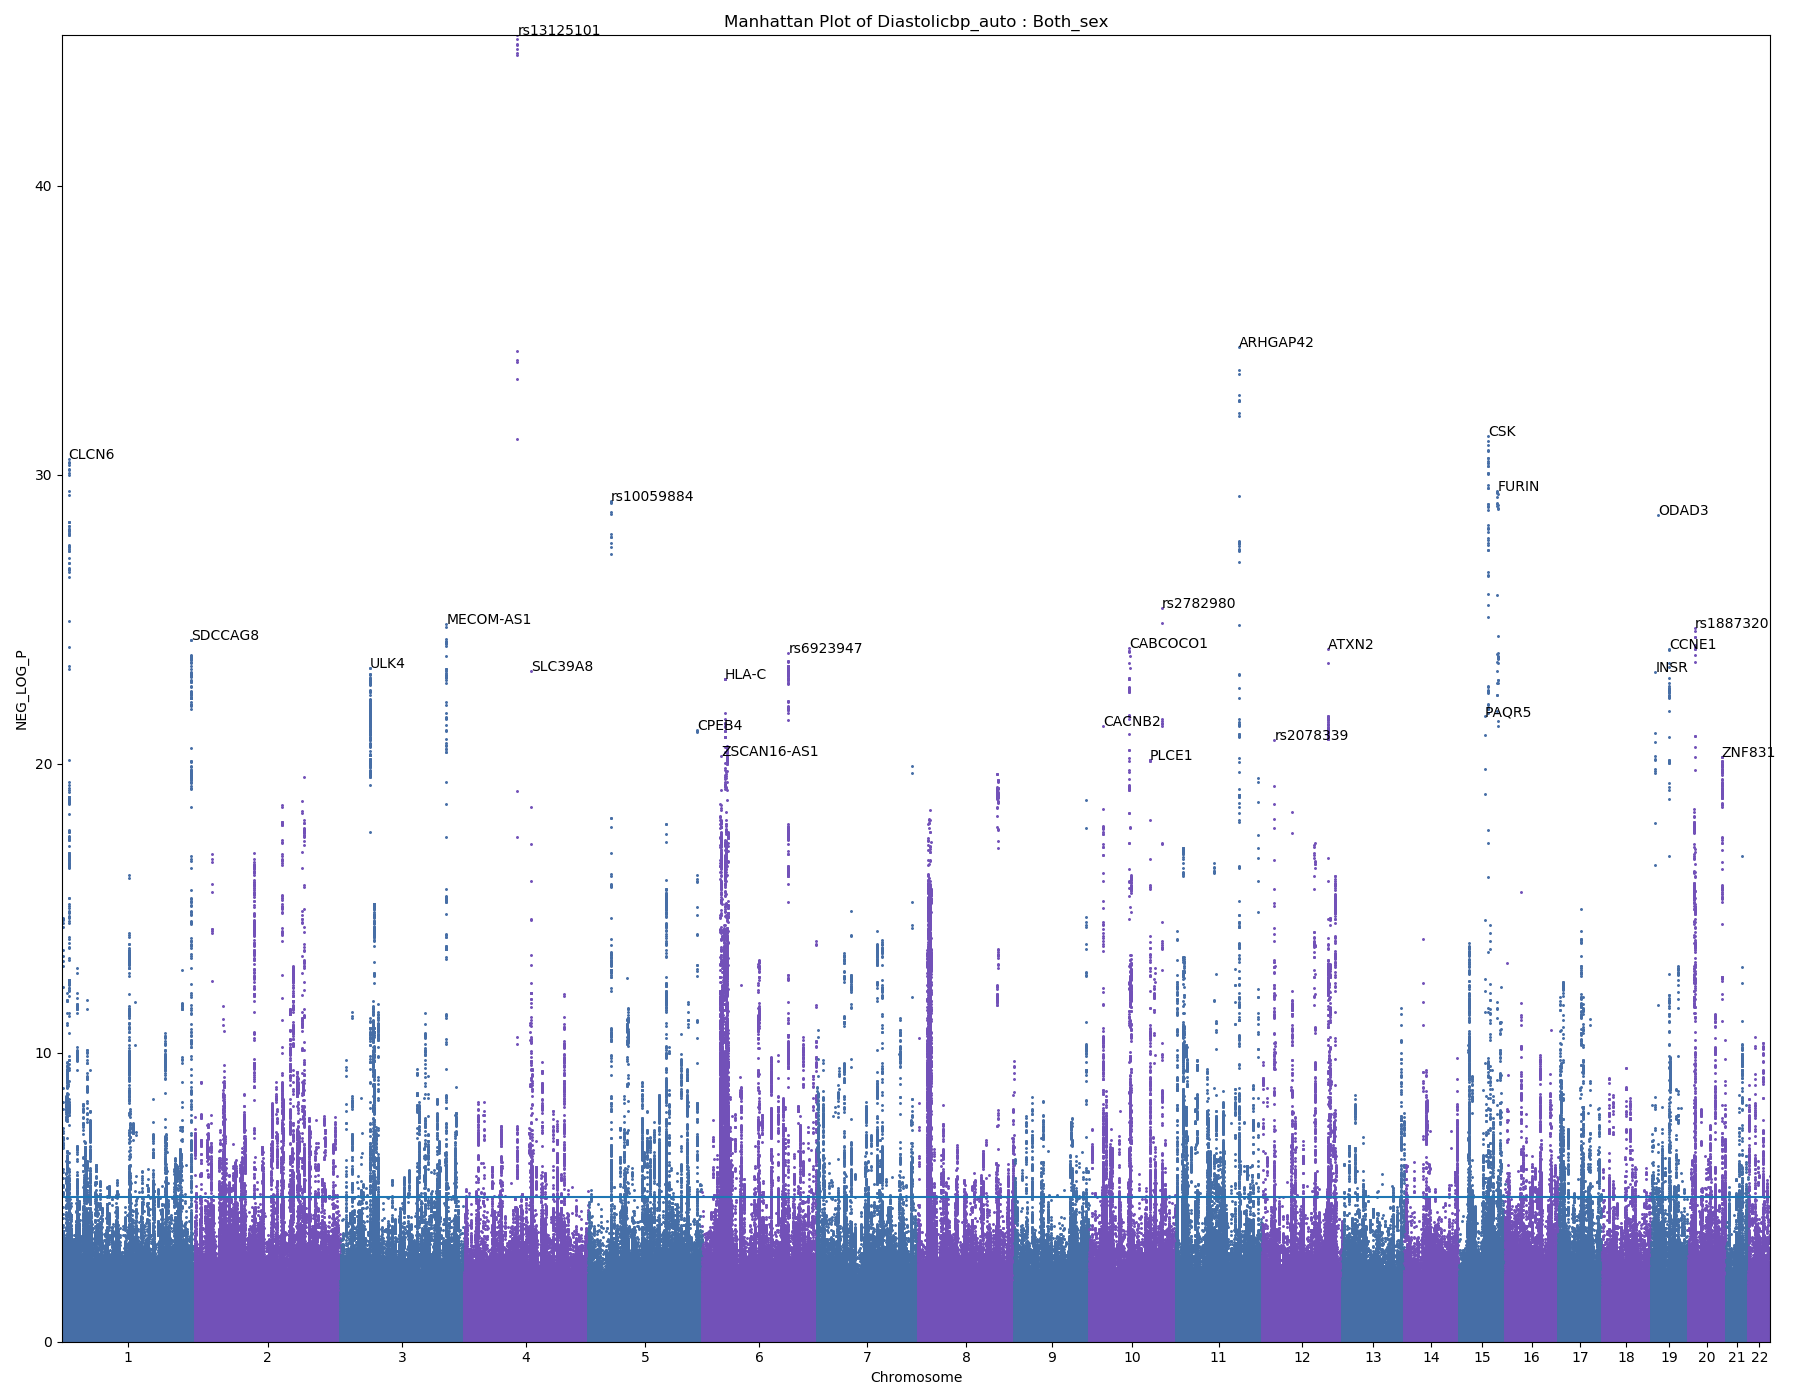 Manhattan Plot of Diastolicbp_auto : Both_sex
rs13125101
40
ARHGAP42
CSK
CLCN6
30
FURIN
rs10059884
ODAD3
rs2782980
MECOM-AS1
rs1887320
SDCCAG8
CABCOCO1
ATXN2
CCNE1
rs6923947
ULK4
SLC39A8
INSR
HLA-C
NEG_LOG_P
PAQR5
CACNB2
CPEB4
rs2078339
ZSCAN16-AS1
PLCE1
ZNF831
20
10
0
1 2 3 4 5 6 7 8 9 10 11 12 13 14 15 16 17 18 19 20 21 22
Chromosome